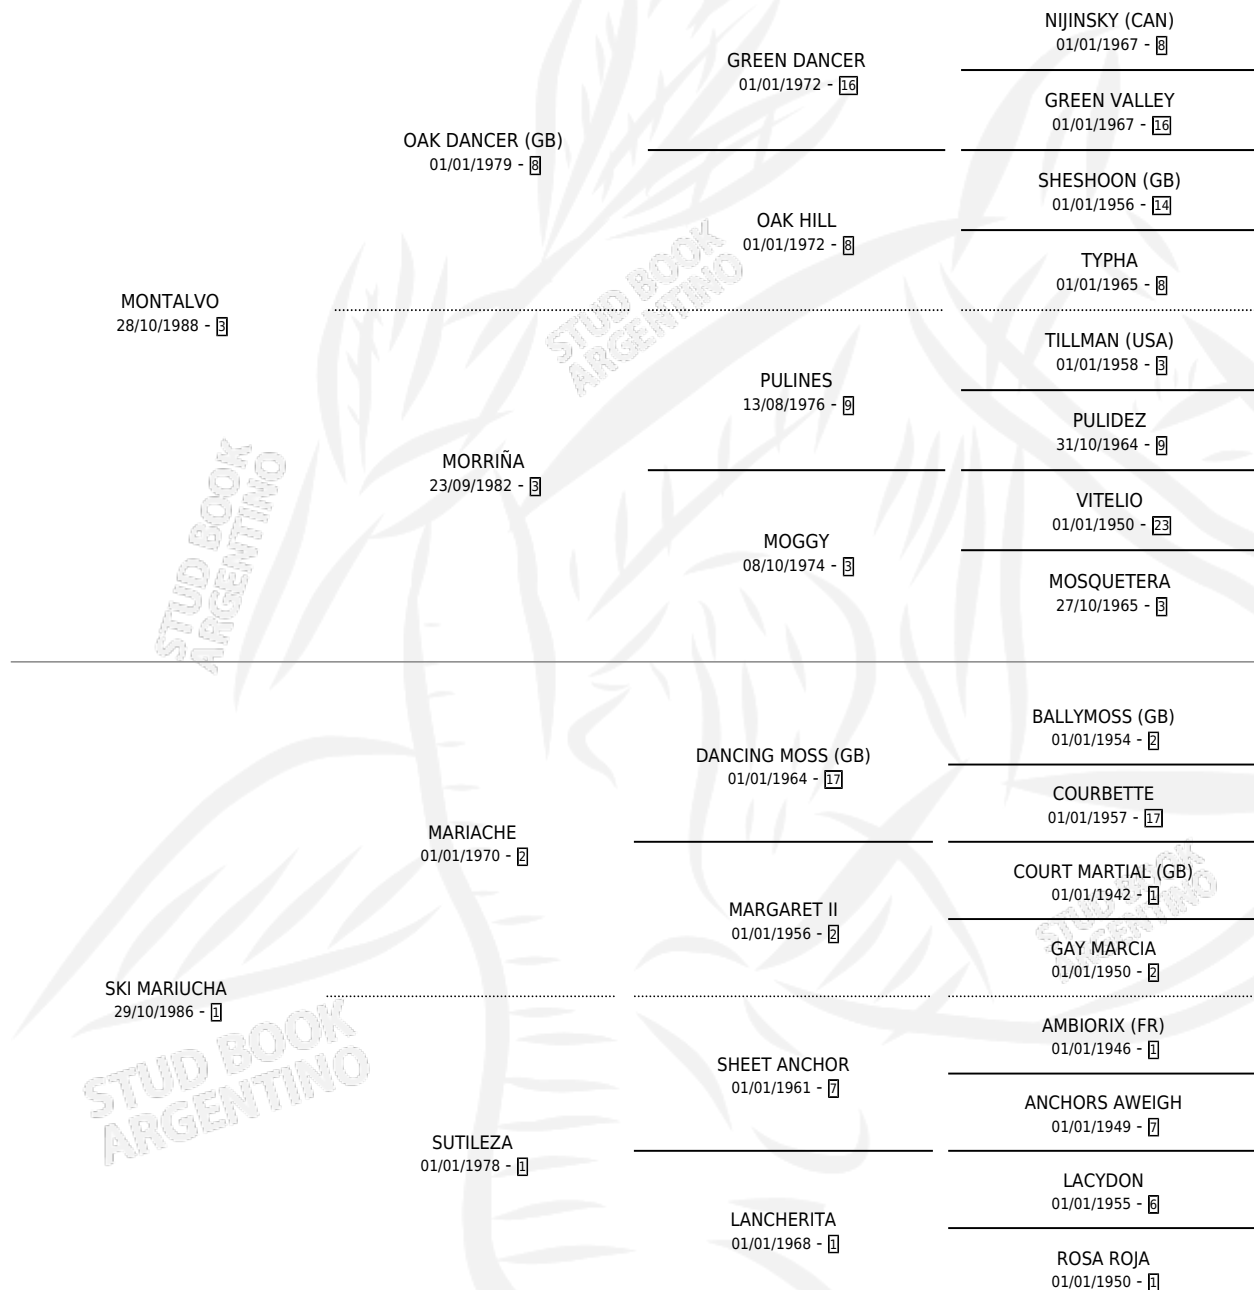 NIJINSKY (CAN)
01/01/1967 - 8
GREEN DANCER
01/01/1972 - 16
GREEN VALLEY
01/01/1967 - 16
OAK DANCER (GB)
01/01/1979 - 8
SHESHOON (GB)
01/01/1956 - 14
OAK HILL
01/01/1972 - 8
TYPHA
01/01/1965 - 8
MONTALVO
28/10/1988 - 3
TILLMAN (USA)
01/01/1958 - 3
PULINES
13/08/1976 - 9
PULIDEZ
31/10/1964 - 9
MORRIÑA
23/09/1982 - 3
VITELIO
01/01/1950 - 23
MOGGY
08/10/1974 - 3
MOSQUETERA
27/10/1965 - 3
BALLYMOSS (GB)
01/01/1954 - 2
DANCING MOSS (GB)
01/01/1964 - 17
COURBETTE
01/01/1957 - 17
MARIACHE
01/01/1970 - 2
COURT MARTIAL (GB)
01/01/1942 - 1
MARGARET II
01/01/1956 - 2
GAY MARCIA
01/01/1950 - 2
SKI MARIUCHA
29/10/1986 - 1
AMBIORIX (FR)
01/01/1946 - 1
SHEET ANCHOR
01/01/1961 - 7
ANCHORS AWEIGH
01/01/1949 - 7
SUTILEZA
01/01/1978 - 1
LACYDON
01/01/1955 - 6
LANCHERITA
01/01/1968 - 1
ROSA ROJA
01/01/1950 - 1
STUD BOOK
ARGENTINO
STUD BOOK
ARGENTINO
STUD BOOK
ARGENTINO
STUD BOOK
ARGENTINO